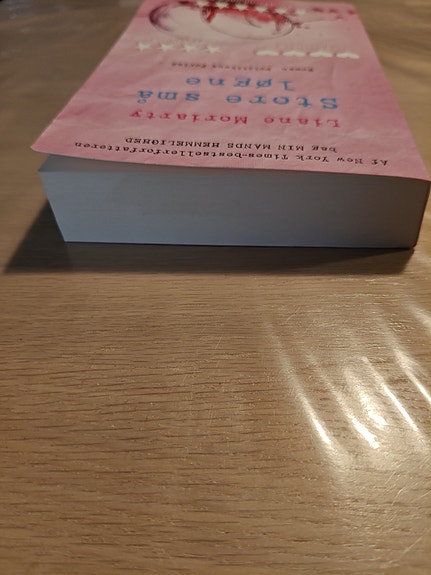 Af New York Times-bestsellerforfatteren
bag MIN MANDS HEMMELIGHED
Liane Moriarty
Store små
løgne